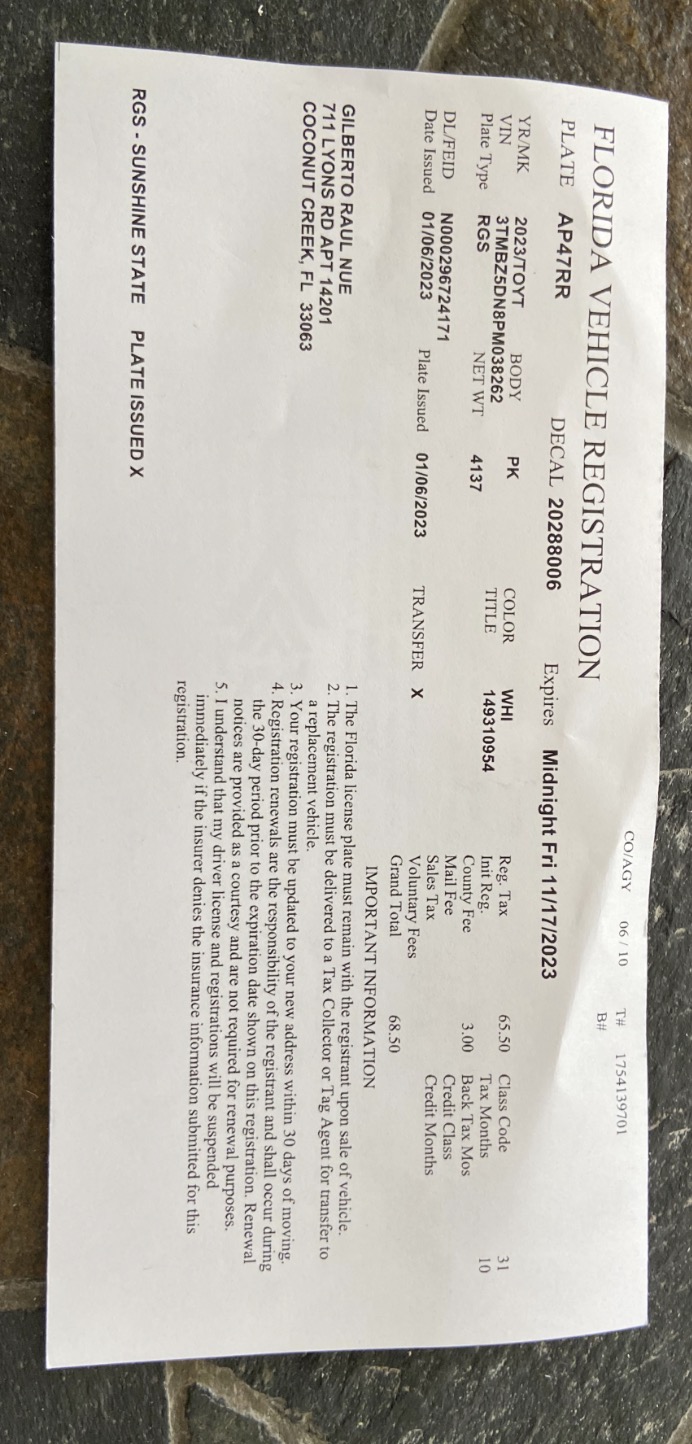 CO/AGY 06 / 10 T# 1754139701
B#
FLORIDA VEHICLE REGISTRATION
PLATE AP47RR DECAL 20288006 Expires Midnight Fri 11/17/2023
YR/MK 2023/TOYT BODY PK COLOR WHI Reg. Tax 65.50 Class Code 31
VIN 3TMBZ5DN8PM038262 TITLE 149310954 Init Reg. Tax Months 10
Plate Type RGS NET WT 4137 County Fee 3.00 Back Tax Mos
Mail Fee Credit Class
DL/FEID N000296724171 Sales Tax Credit Months
Date Issued 01/06/2023 Plate Issued 01/06/2023 TRANSFER X Voluntary Fees
Grand Total 68.50
IMPORTANT INFORMATION
GILBERTO RAUL NUE
711 LYONS RD APT 14201
COCONUT CREEK, FL 33063
1. The Florida license plate must remain with the registrant upon sale of vehicle.
2. The registration must be delivered to a Tax Collector or Tag Agent for transfer to
a replacement vehicle.
3. Your registration must be updated to your new address within 30 days of moving.
4. Registration renewals are the responsibility of the registrant and shall occur during
the 30-day period prior to the expiration date shown on this registration. Renewal
notices are provided as a courtesy and are not required for renewal purposes.
5. I understand that my driver license and registrations will be suspended
immediately if the insurer denies the insurance information submitted for this
registration.
RGS - SUNSHINE STATE PLATE ISSUED X